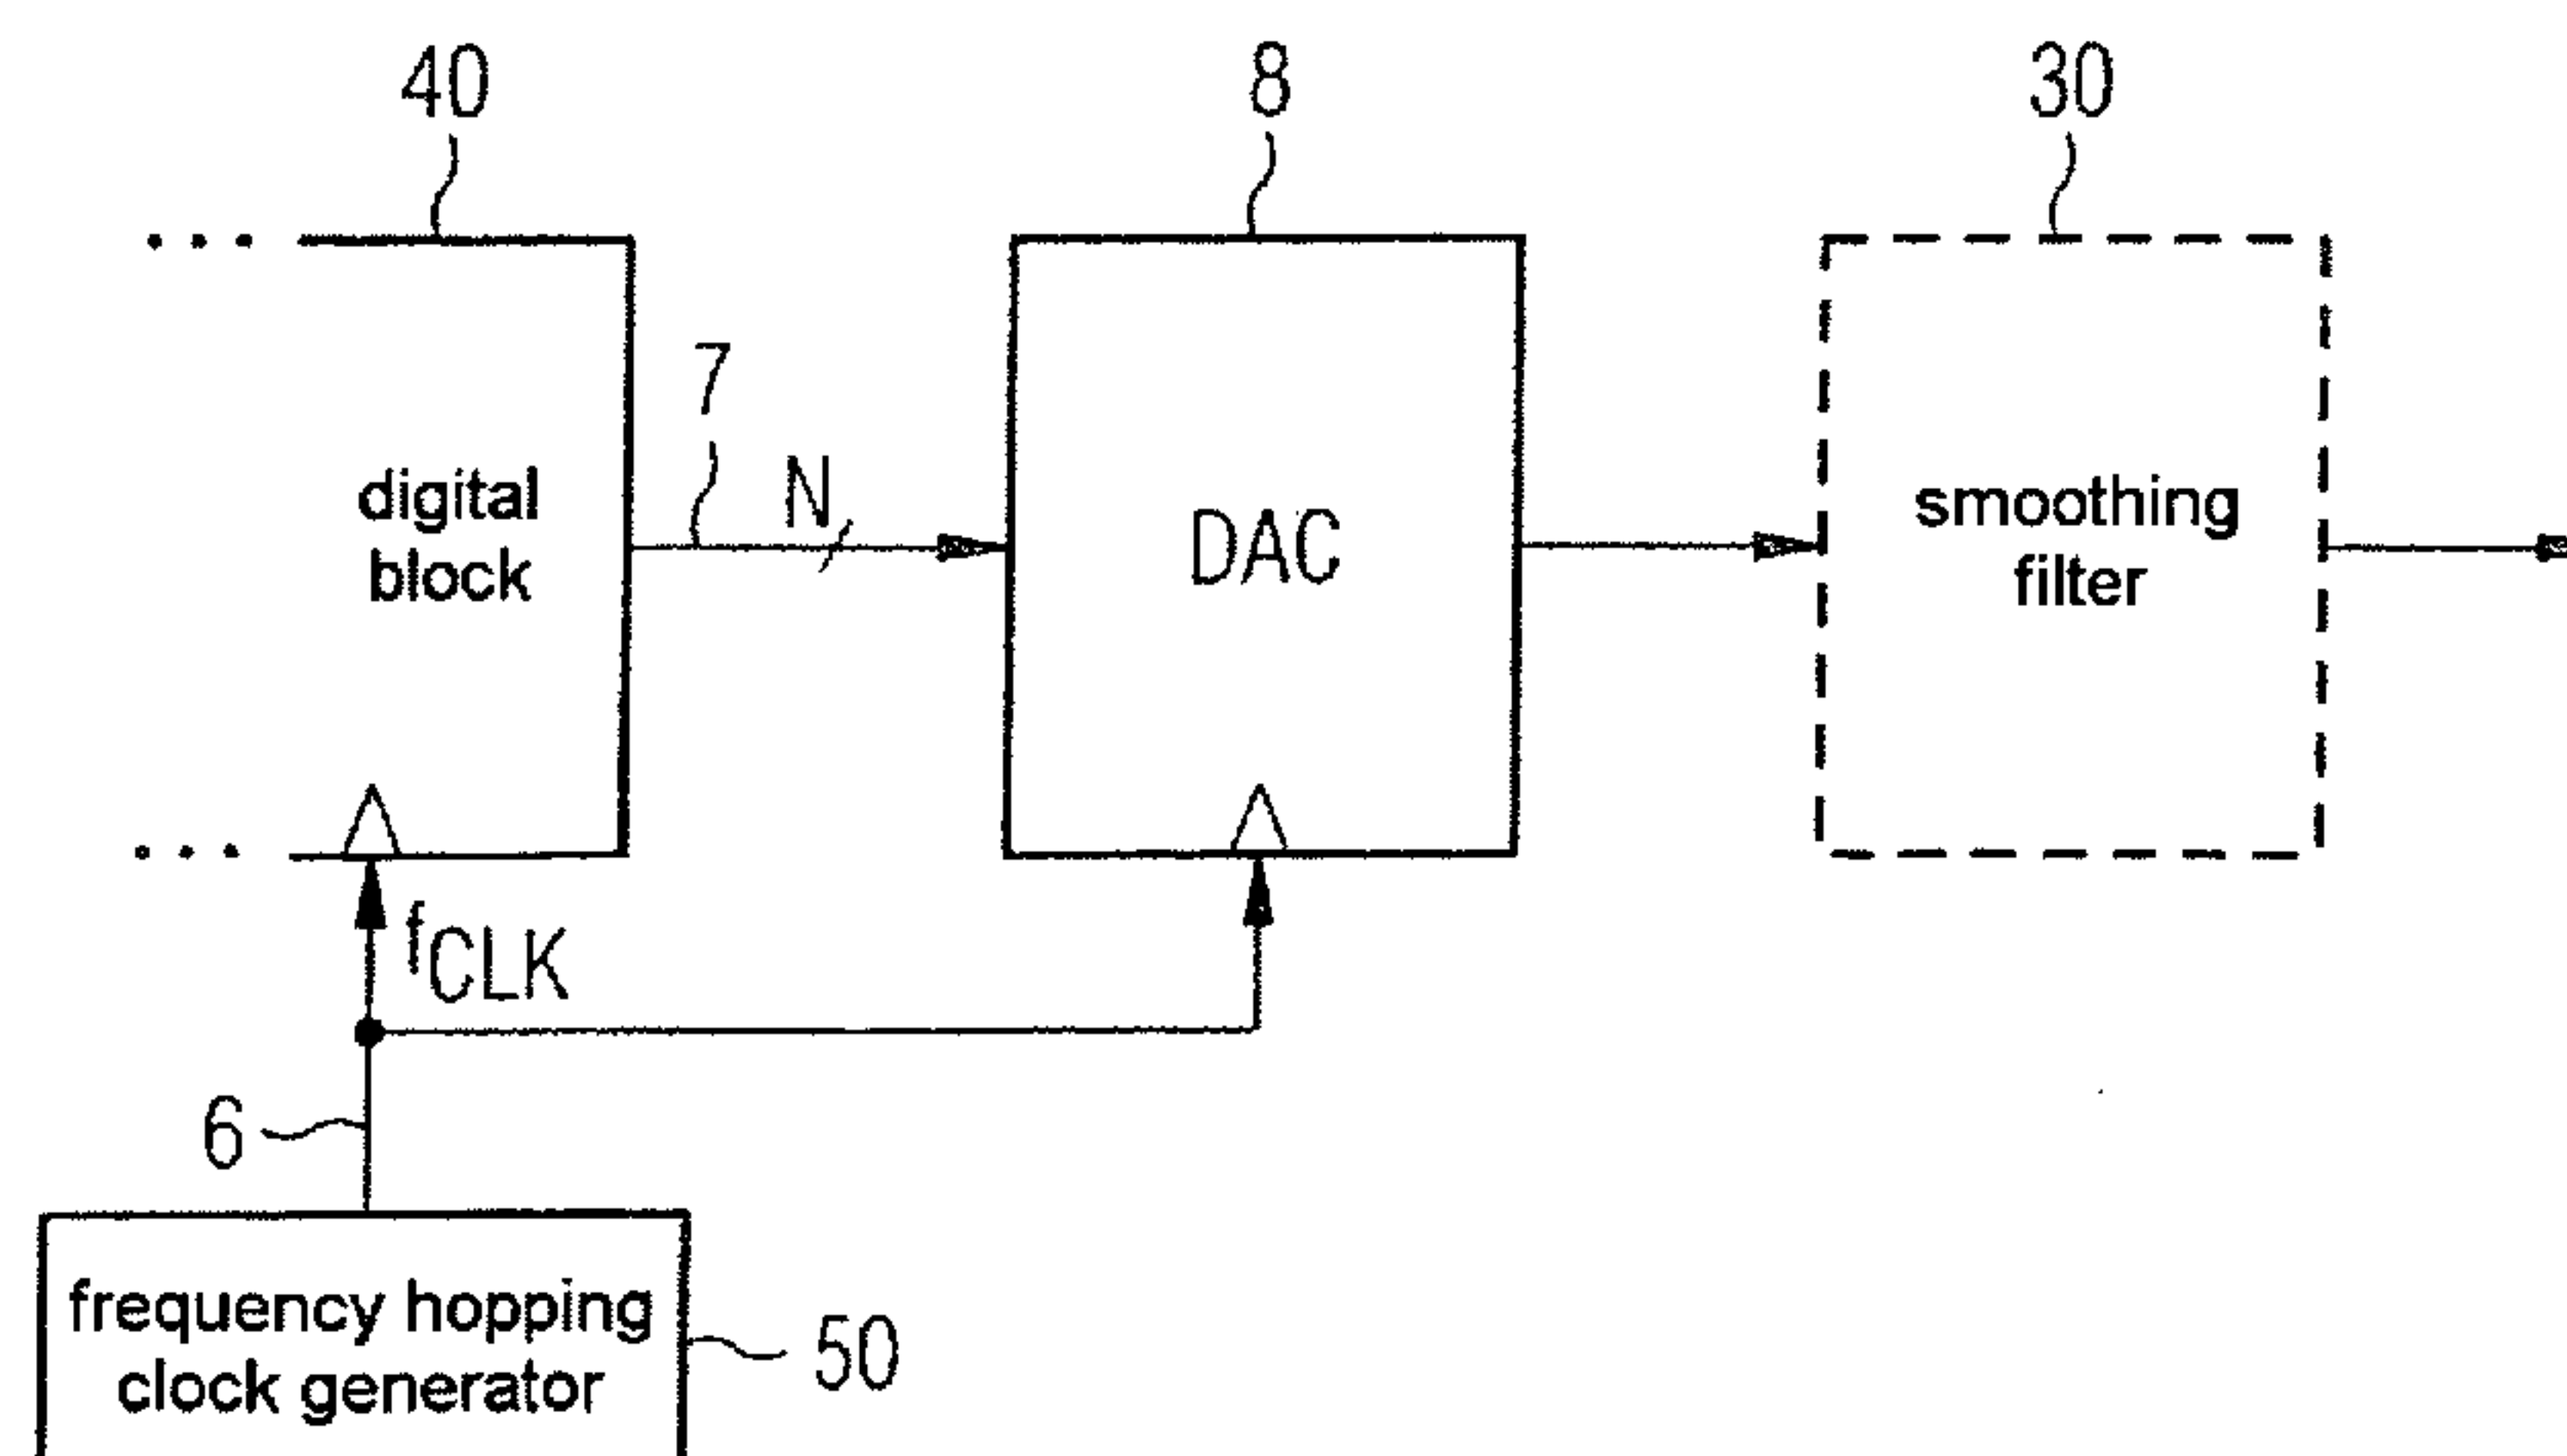 40
8
30
7
N
digital
block
DAC
smoothing
filter
fCLK
6
frequency hopping
clock generator
50